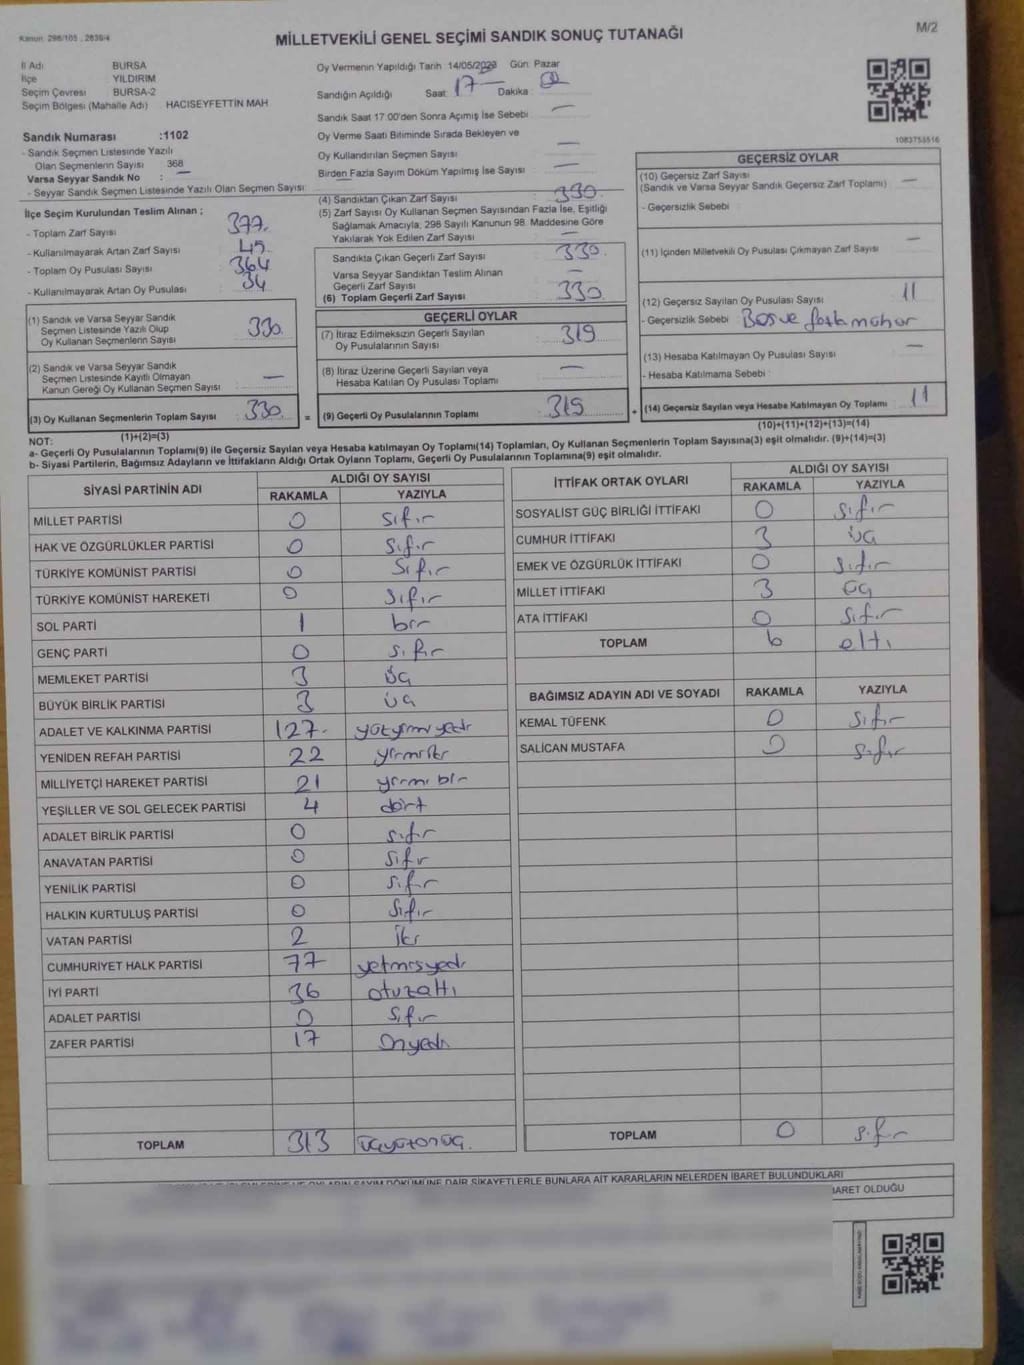 Kanun: 298/105 , 2839/4
M/2
MİLLETVEKİLİ GENEL SEÇİMİ SANDIK SONUÇ TUTANAĞI
İl Adı BURSA
İlçe YILDIRIM
Seçim Çevresi BURSA-2
Seçim Bölgesi (Mahalle Adı) HACISEYFETTİN MAH
Sandık Numarası :1102
- Sandık Seçmen Listesinde Yazılı
Olan Seçmenlerin Sayısı 368
Varsa Seyyar Sandık No : —
- Seyyar Sandık Seçmen Listesinde Yazılı Olan Seçmen Sayısı:
Oy Vermenin Yapıldığı Tarih 14/05/2023 Gün: Pazar
Sandığın Açıldığı Saat: 17 Dakika
Sandık Saat 17:00'den Sonra Açımış İse Sebebi —
Oy Verme Saati Bitiminde Sırada Bekleyen ve
Oy Kullandırılan Seçmen Sayısı —
Birden Fazla Sayım Döküm Yapılmış İse Sayısı —
1083753516
İlçe Seçim Kurulundan Teslim Alınan ;
- Toplam Zarf Sayısı 377
- Kullanılmayarak Artan Zarf Sayısı
- Toplam Oy Pusulası Sayısı 364
- Kullanılmayarak Artan Oy Pusulası 34
(1) Sandık ve Varsa Seyyar Sandık
Seçmen Listesinde Yazılı Olup
Oy Kullanan Seçmenlerin Sayısı 330
(2) Sandık ve Varsa Seyyar Sandık
Seçmen Listesinde Kayıtlı Olmayan
Kanun Gereği Oy Kullanan Seçmen Sayısı —
(3) Oy Kullanan Seçmenlerin Toplam Sayısı 330 =
(1)+(2)=(3)
(4) Sandıktan Çıkan Zarf Sayısı 330
(5) Zarf Sayısı Oy Kullanan Seçmen Sayısından Fazla İse, Eşitliği
Sağlamak Amacıyla, 298 Sayılı Kanunun 98. Maddesine Göre
Yakılarak Yok Edilen Zarf Sayısı —
Sandıkta Çıkan Geçerli Zarf Sayısı 330
Varsa Seyyar Sandıktan Teslim Alınan
Geçerli Zarf Sayısı —
(6) Toplam Geçerli Zarf Sayısı 330
GEÇERLİ OYLAR
(7) İtiraz Edilmeksizin Geçerli Sayılan
Oy Pusulalarının Sayısı 319
(8) İtiraz Üzerine Geçerli Sayılan veya
Hesaba Katılan Oy Pusulası Toplamı —
(9) Geçerli Oy Pusulalarının Toplamı 319 +
GEÇERSİZ OYLAR
(10) Geçersiz Zarf Sayısı —
(Sandık ve Varsa Seyyar Sandık Geçersiz Zarf Toplamı)
- Geçersizlik Sebebi :
(11) İçinden Milletvekili Oy Pusulası Çıkmayan Zarf Sayısı —
(12) Geçersiz Sayılan Oy Pusulası Sayısı 11
- Geçersizlik Sebebi : Bos ve fazla mühür
(13) Hesaba Katılmayan Oy Pusulası Sayısı —
- Hesaba Katılmama Sebebi :
(14) Geçersiz Sayılan veya Hesaba Katılmayan Oy Toplamı 11
(10)+(11)+(12)+(13)=(14)
NOT:
a- Geçerli Oy Pusulalarının Toplamı(9) ile Geçersiz Sayılan veya Hesaba katılmayan Oy Toplamı(14) Toplamları, Oy Kullanan Seçmenlerin Toplam Sayısına(3) eşit olmalıdır. (9)+(14)=(3)
b- Siyasi Partilerin, Bağımsız Adayların ve İttifakların Aldığı Ortak Oyların Toplamı, Geçerli Oy Pusulalarının Toplamına(9) eşit olmalıdır.
SİYASİ PARTİNİN ADI ALDIĞI OY SAYISI
RAKAMLA YAZIYLA
MİLLET PARTİSİ 0 sıfır
HAK VE ÖZGÜRLÜKLER PARTİSİ 0 sıfır
TÜRKİYE KOMÜNİST PARTİSİ 0 sıfır
TÜRKİYE KOMÜNİST HAREKETİ 0 sıfır
SOL PARTİ 1 bir
GENÇ PARTİ 0 sıfır
MEMLEKET PARTİSİ 3 üç
BÜYÜK BİRLİK PARTİSİ 3 üç
ADALET VE KALKINMA PARTİSİ 127 yüzyirmiyedi
YENİDEN REFAH PARTİSİ 22 yirmiiki
MİLLİYETÇİ HAREKET PARTİSİ 21 yirmi bir
YEŞİLLER VE SOL GELECEK PARTİSİ 4 dört
ADALET BİRLİK PARTİSİ 0 sıfır
ANAVATAN PARTİSİ 0 sıfır
YENİLİK PARTİSİ 0 sıfır
HALKIN KURTULUŞ PARTİSİ 0 sıfır
VATAN PARTİSİ 2 iki
CUMHURİYET HALK PARTİSİ 77 yetmişyedi
İYİ PARTİ 36 otuzaltı
ADALET PARTİSİ 0 sıfır
ZAFER PARTİSİ 17 Onyedi
TOPLAM 313 üçyüzonüç.
İTTİFAK ORTAK OYLARI ALDIĞI OY SAYISI
RAKAMLA YAZIYLA
SOSYALİST GÜÇ BİRLİĞİ İTTİFAKI 0 sıfır
CUMHUR İTTİFAKI 3 üç
EMEK VE ÖZGÜRLÜK İTTİFAKI 0 sıfır
MİLLET İTTİFAKI 3 üç
ATA İTTİFAKI 0 sıfır
TOPLAM 6 altı
BAĞIMSIZ ADAYIN ADI VE SOYADI RAKAMLA YAZIYLA
KEMAL TÜFENK 0 sıfır
SALİCAN MUSTAFA 0 sıfır
TOPLAM 0 sıfır
SAYIM DÖKÜMÜNE DAİR ŞİKAYETLERLE BUNLARA AİT KARARLARIN NELERDEN İBARET BULUNDUKLARI
İBARET OLDUĞU